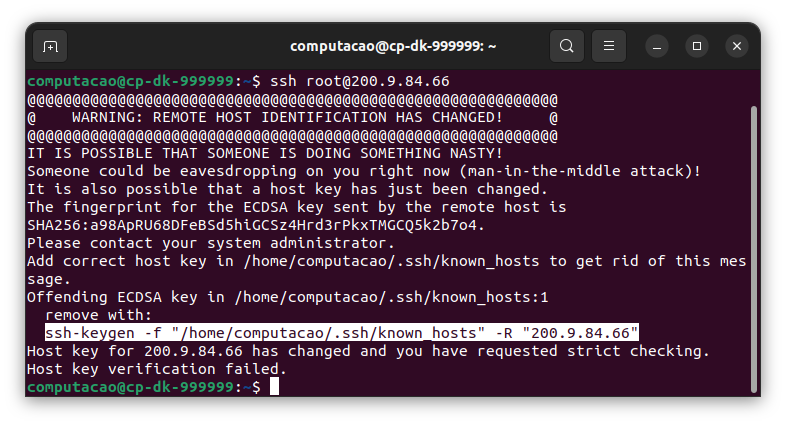 computacao@cp-dk-999999: ~
computacao@cp-dk-999999:~$ ssh root@200.9.84.66
@@@@@@@@@@@@@@@@@@@@@@@@@@@@@@@@@@@@@@@@@@@@@@@@@@@@@@@@@@@
@    WARNING: REMOTE HOST IDENTIFICATION HAS CHANGED!     @
@@@@@@@@@@@@@@@@@@@@@@@@@@@@@@@@@@@@@@@@@@@@@@@@@@@@@@@@@@@
IT IS POSSIBLE THAT SOMEONE IS DOING SOMETHING NASTY!
Someone could be eavesdropping on you right now (man-in-the-middle attack)!
It is also possible that a host key has just been changed.
The fingerprint for the ECDSA key sent by the remote host is
SHA256:a98ApRU68DFeBSd5hiGCSz4Hrd3rPkxTMGCQ5k2b7o4.
Please contact your system administrator.
Add correct host key in /home/computacao/.ssh/known_hosts to get rid of this mes
sage.
Offending ECDSA key in /home/computacao/.ssh/known_hosts:1
  remove with:
  ssh-keygen -f "/home/computacao/.ssh/known_hosts" -R "200.9.84.66"
Host key for 200.9.84.66 has changed and you have requested strict checking.
Host key verification failed.
computacao@cp-dk-999999:~$